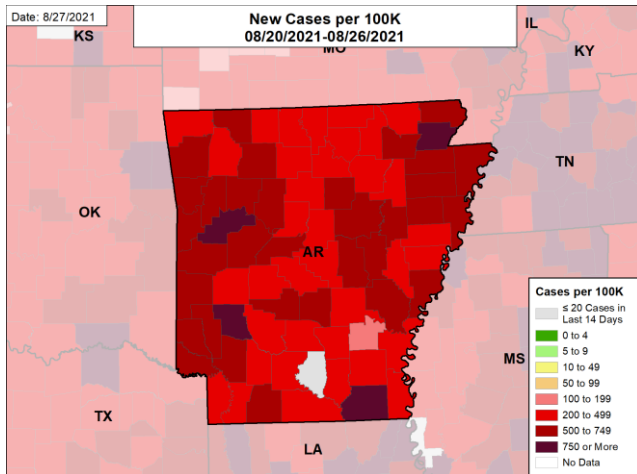 Date: 8/27/2021
New Cases per 100K
08/20/2021-08/26/2021
KS
MO
IL
KY
OK
AR
TN
TX
LA
MS
Cases per 100K
≤ 20 Cases in
Last 14 Days
0 to 4
5 to 9
10 to 49
50 to 99
100 to 199
200 to 499
500 to 749
750 or More
No Data